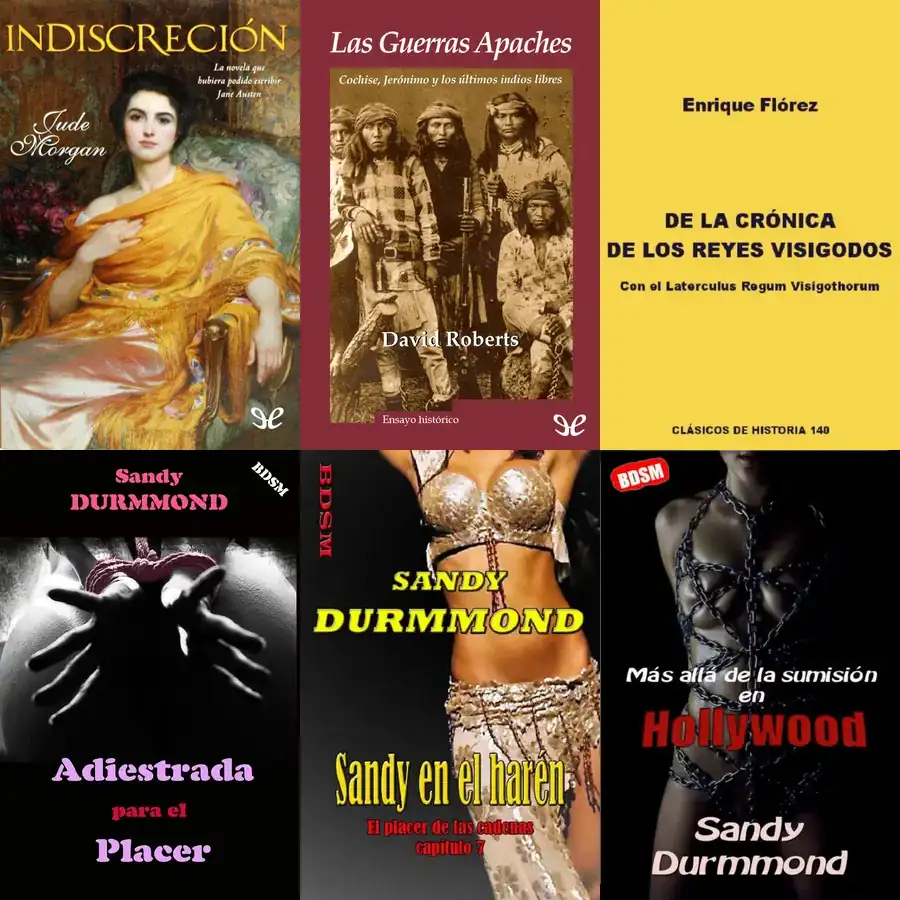 INDISCRECIÓN
La novela que
hubiera podido escribir
Jane Austen
Jude
Morgan
Las Guerras Apaches
Cochise, Jerónimo y los últimos indios libres
David Roberts
Ensayo histórico
Enrique Flórez
DE LA CRÓNICA
DE LOS REYES VISIGODOS
Con el Laterculus Regum Visigothorum
CLÁSICOS DE HISTORIA 140
Sandy
DURMMOND
BDSM
Adiestrada
para el
Placer
BDSM
SANDY
DURMMOND
Sandy en el harén
El placer de las cadenas
capítulo 7
BDSM
Más allá de la sumisión
en
Hollywood
Sandy
Durmmond